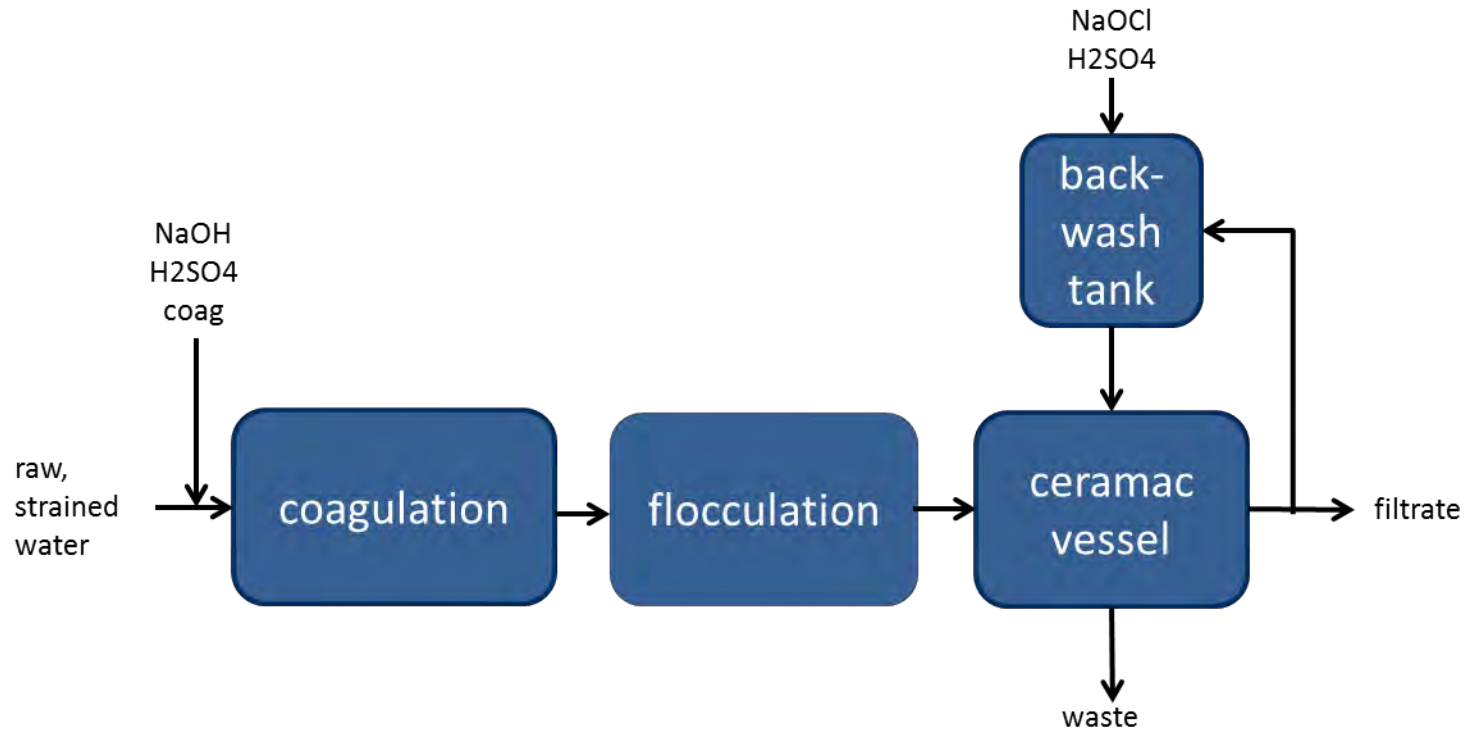 NaOCl
H2SO4
back-
wash
tank
NaOH
H2SO4
coag
raw,
strained
water
coagulation
flocculation
ceramac
vessel
filtrate
waste